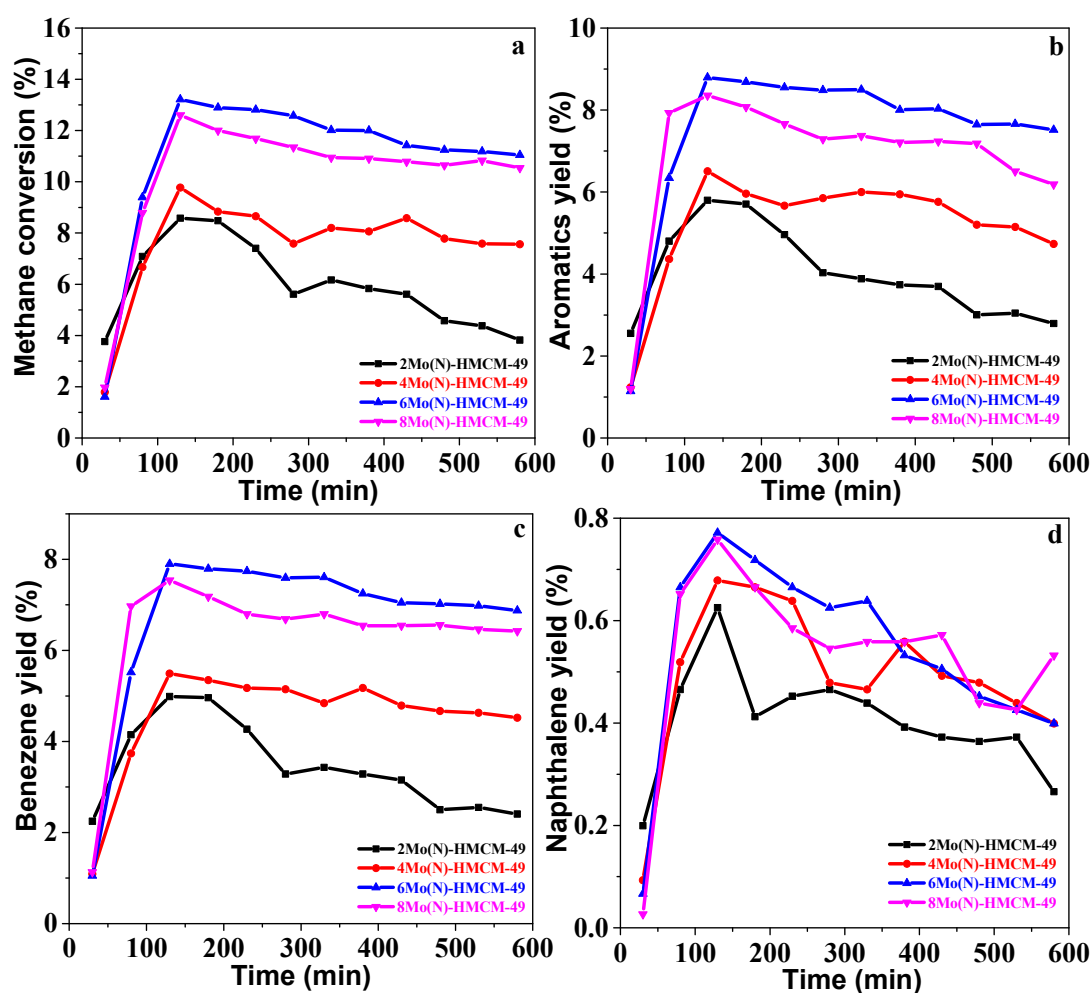 a
Methane conversion (%)
16
14
12
10
8
6
4
2
0
2Mo(N)-HMCM-49
4Mo(N)-HMCM-49
6Mo(N)-HMCM-49
8Mo(N)-HMCM-49
0 100 200 300 400 500 600
Time (min)
b
Aromatics yield (%)
10
8
6
4
2
0
2Mo(N)-HMCM-49
4Mo(N)-HMCM-49
6Mo(N)-HMCM-49
8Mo(N)-HMCM-49
0 100 200 300 400 500 600
Time (min)
c
Benezene yield (%)
8
6
4
2
0
2Mo(N)-HMCM-49
4Mo(N)-HMCM-49
6Mo(N)-HMCM-49
8Mo(N)-HMCM-49
0 100 200 300 400 500 600
Time (min)
d
Naphthalene yield (%)
0.8
0.6
0.4
0.2
0.0
2Mo(N)-HMCM-49
4Mo(N)-HMCM-49
6Mo(N)-HMCM-49
8Mo(N)-HMCM-49
0 100 200 300 400 500 600
Time (min)